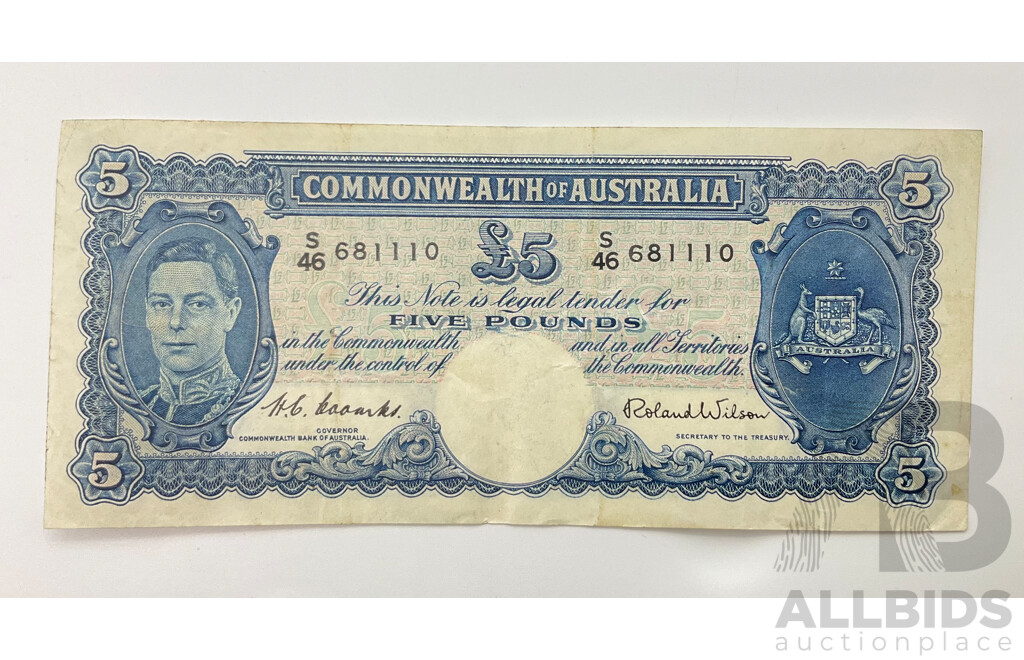 5 5
COMMONWEALTH OF AUSTRALIA
S/46 681110 £5 S/46 681110
This Note is legal tender for
FIVE POUNDS
in the Commonwealth and in all Territories
under the control of the Commonwealth.
AUSTRALIA
H.C. Coombs. Roland Wilson
GOVERNOR
COMMONWEALTH BANK OF AUSTRALIA. SECRETARY TO THE TREASURY.
5 5
B
ALLBIDS
auctionplace